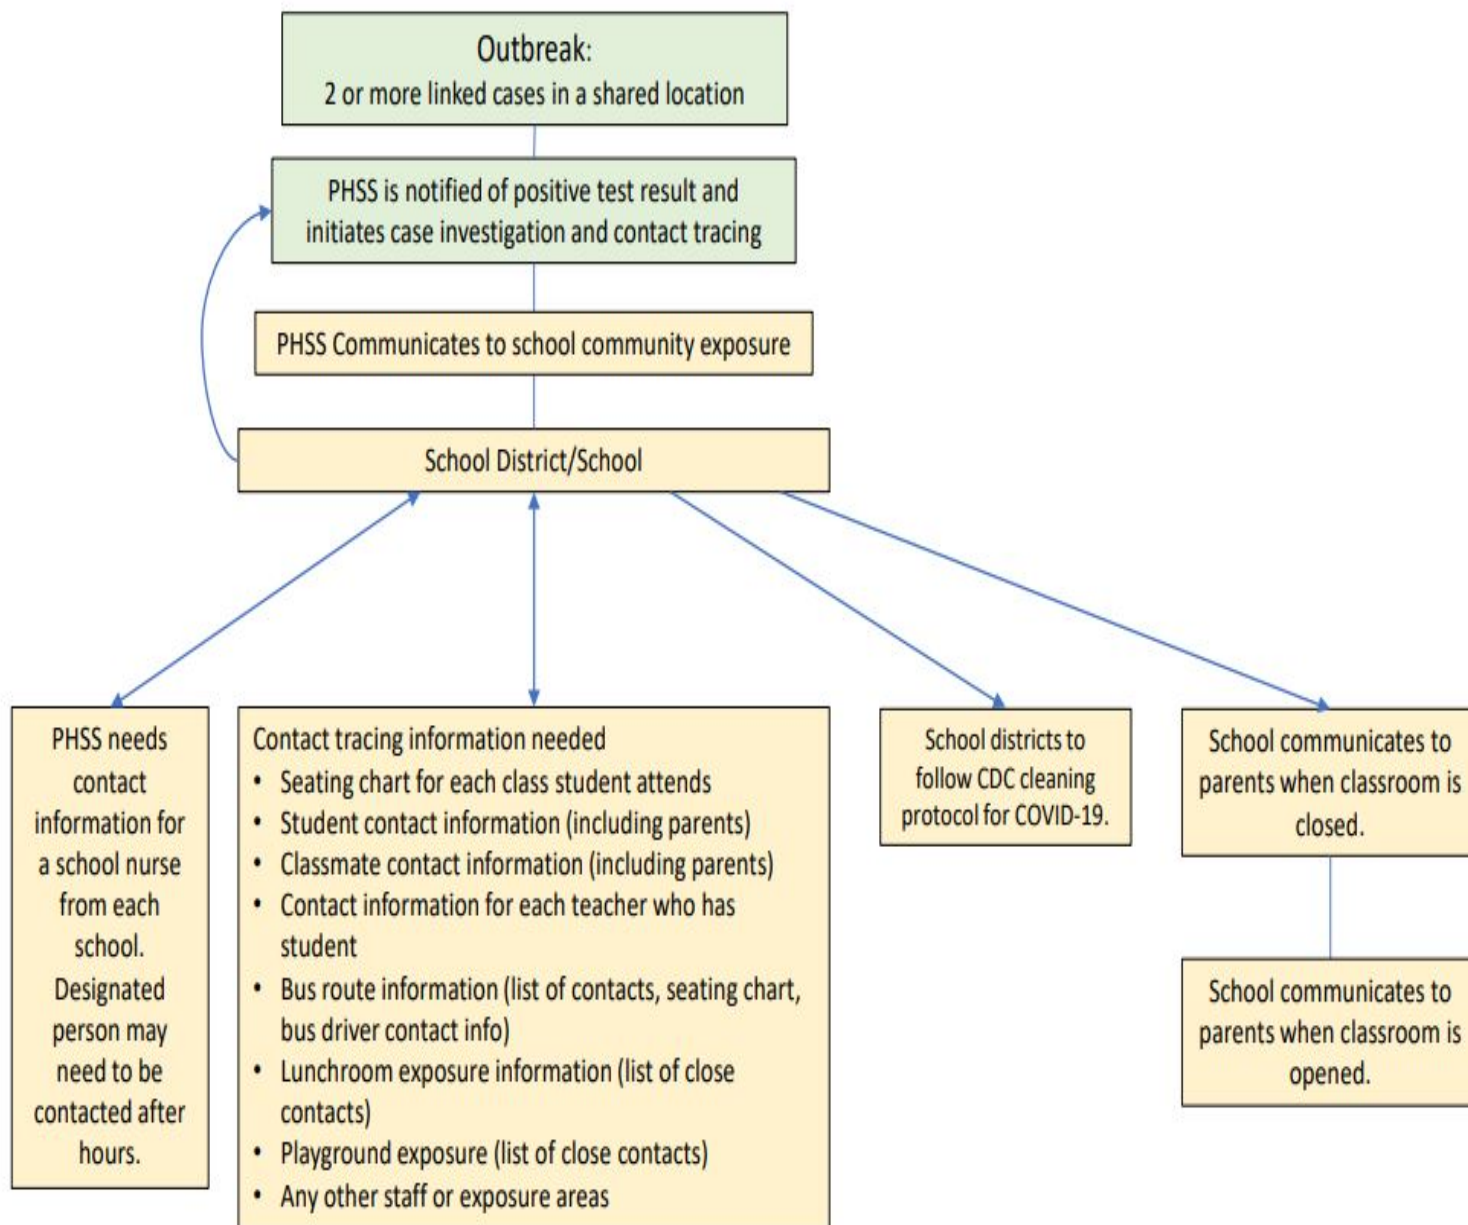 Outbreak:
2 or more linked cases in a shared location
PHSS is notified of positive test result and
initiates case investigation and contact tracing
PHSS Communicates to school community exposure
School District/School
PHSS needs
contact
information for
a school nurse
from each
school.
Designated
person may
need to be
contacted after
hours.
Contact tracing information needed
• Seating chart for each class student attends
• Student contact information (including parents)
• Classmate contact information (including parents)
• Contact information for each teacher who has
student
• Bus route information (list of contacts, seating chart,
bus driver contact info)
• Lunchroom exposure information (list of close
contacts)
• Playground exposure (list of close contacts)
• Any other staff or exposure areas
School districts to
follow CDC cleaning
protocol for COVID-19.
School communicates to
parents when classroom is
closed.
School communicates to
parents when classroom is
opened.